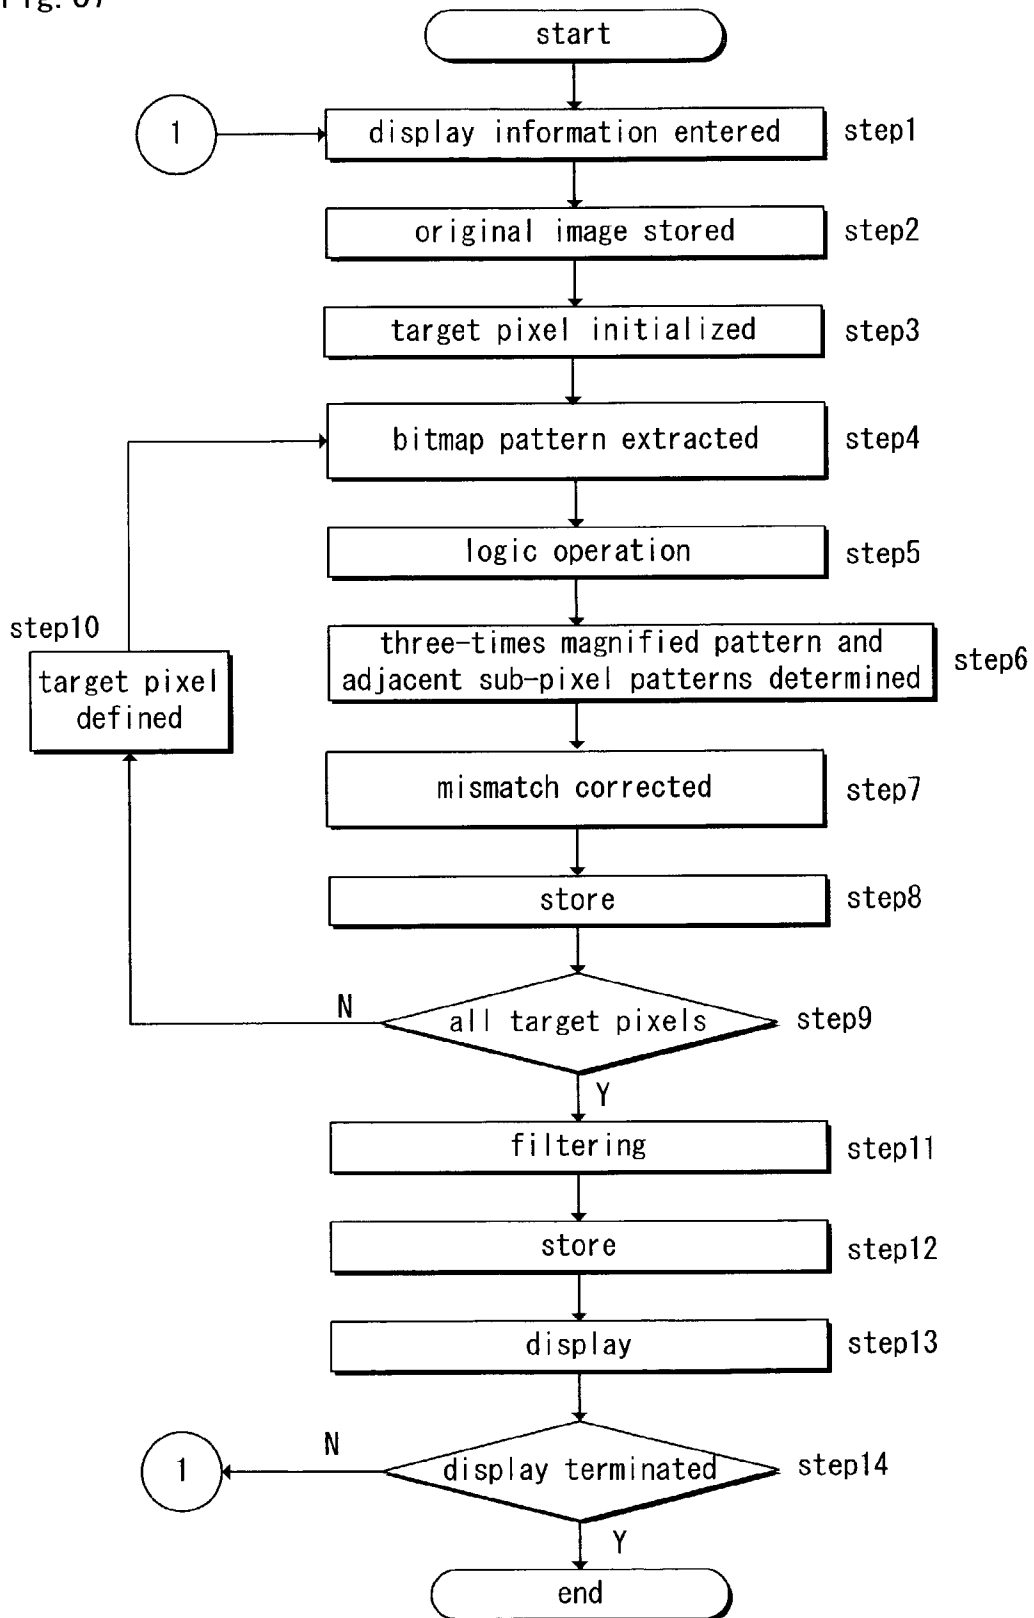 start
1
display information entered
step1
original image stored
step2
target pixel initialized
step3
bitmap pattern extracted
step4
logic operation
step5
step10
three-times magnified pattern and
adjacent sub-pixel patterns determined
step6
target pixel
defined
mismatch corrected
step7
store
step8
N
all target pixels
step9
Y
filtering
step11
store
step12
display
step13
N
1
display terminated
step14
Y
end